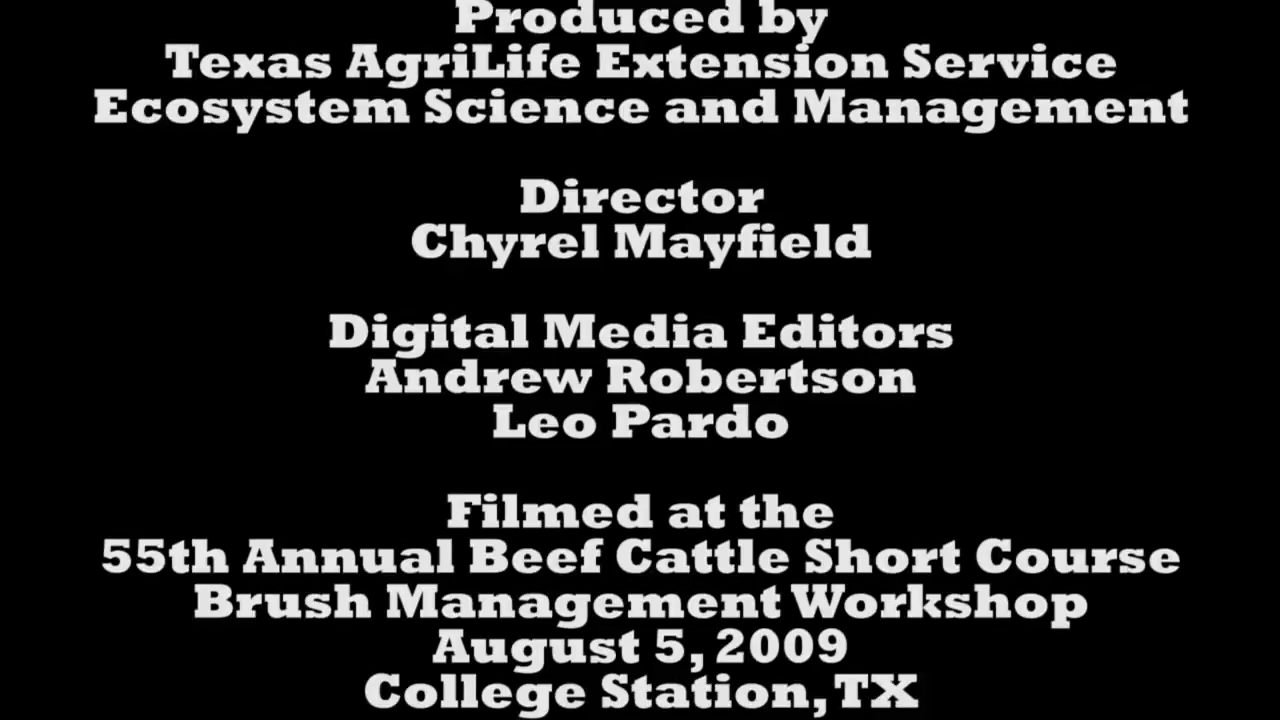 Produced by
Texas AgriLife Extension Service
Ecosystem Science and Management
Director
Chyrel Mayfield
Digital Media Editors
Andrew Robertson
Leo Pardo
Filmed at the
55th Annual Beef Cattle Short Course
Brush Management Workshop
August 5, 2009
College Station, TX